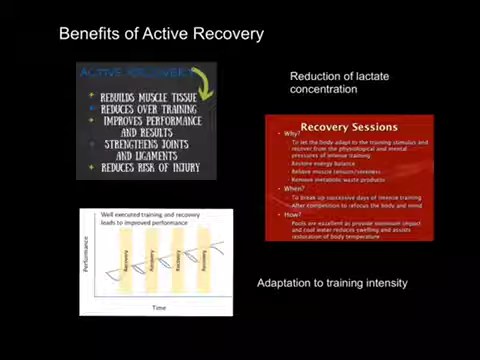 Benefits of Active Recovery
ACTIVE RECOVERY
REBUILDS MUSCLE TISSUE
REDUCES OVER TRAINING
IMPROVES PERFORMANCE
AND RESULTS
STRENGTHENS JOINTS
AND LIGAMENTS
REDUCES RISK OF INJURY
Reduction of lactate
concentration
Recovery Sessions
Why?
To let the body adapt to the training stimulus and
recover from the physiological and mental
pressures of intense training
Restore energy balance
Relieve muscle tension/soreness
Remove metabolic waste products
When?
To break up successive days of intense training
After competition to refocus the body and mind
How?
Pools are excellent as provide minimum impact
and cool water reduces swelling and assists
restoration of body temperature
Well executed training and recovery
leads to improved performance
Performance
Recovery
Recovery
Recovery
Recovery
Time
Adaptation to training intensity